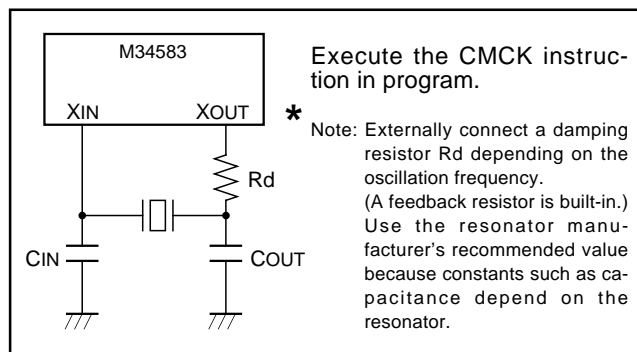 M34583
XIN
XOUT
Rd
CIN
COUT
*
Execute the CMCK instruc-
tion in program.
Note: Externally connect a damping
resistor Rd depending on the
oscillation frequency.
(A feedback resistor is built-in.)
Use the resonator manu-
facturer's recommended value
because constants such as ca-
pacitance depend on the
resonator.